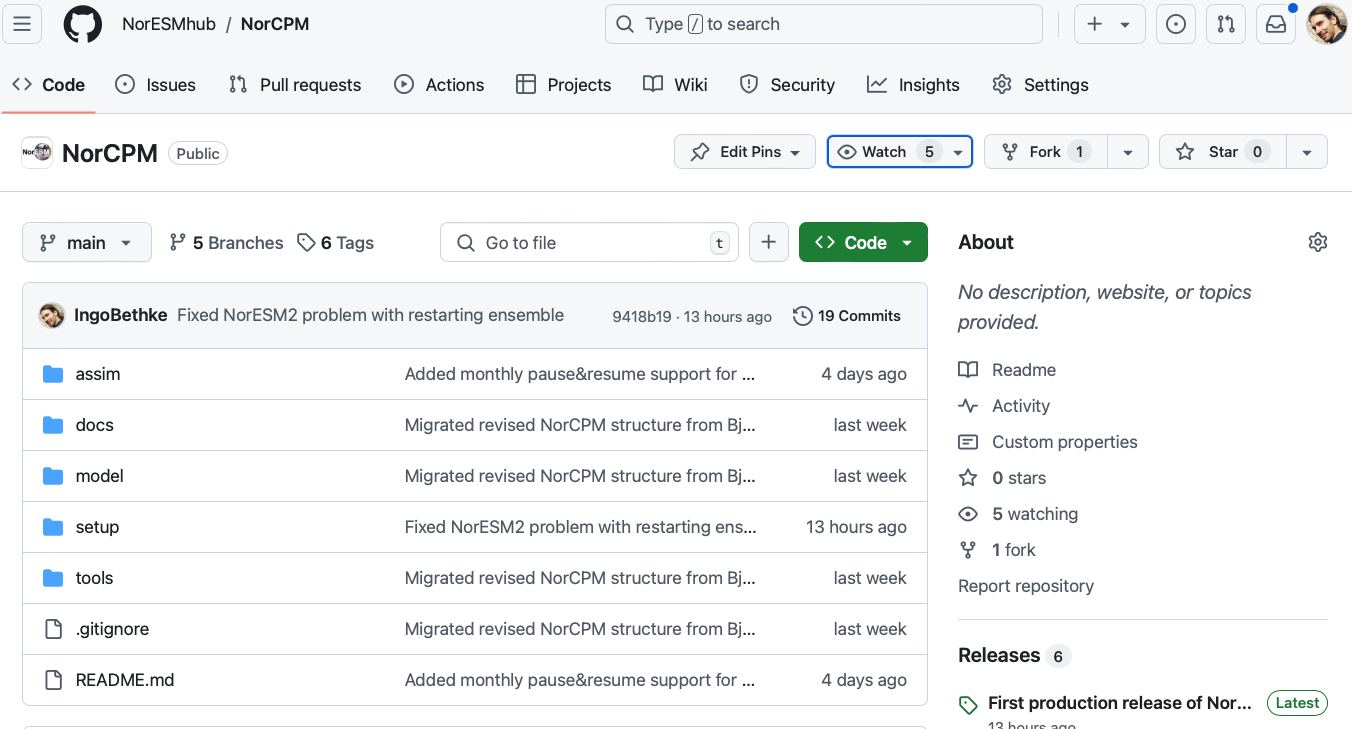 NorESMhub / NorCPM
Type / to search
Code Issues Pull requests Actions Projects Wiki Security Insights Settings
NorESM NorCPM Public
Edit Pins Watch 5 Fork 1 Star 0
main 5 Branches 6 Tags Go to file t + Code
IngoBethke Fixed NorESM2 problem with restarting ensemble 9418b19 · 13 hours ago 19 Commits
assim Added monthly pause&resume support for ... 4 days ago
docs Migrated revised NorCPM structure from Bj... last week
model Migrated revised NorCPM structure from Bj... last week
setup Fixed NorESM2 problem with restarting ens... 13 hours ago
tools Migrated revised NorCPM structure from Bj... last week
.gitignore Migrated revised NorCPM structure from Bj... last week
README.md Added monthly pause&resume support for ... 4 days ago
About
No description, website, or topics
provided.
Readme
Activity
Custom properties
0 stars
5 watching
1 fork
Report repository
Releases 6
First production release of Nor... Latest
13 hours ago